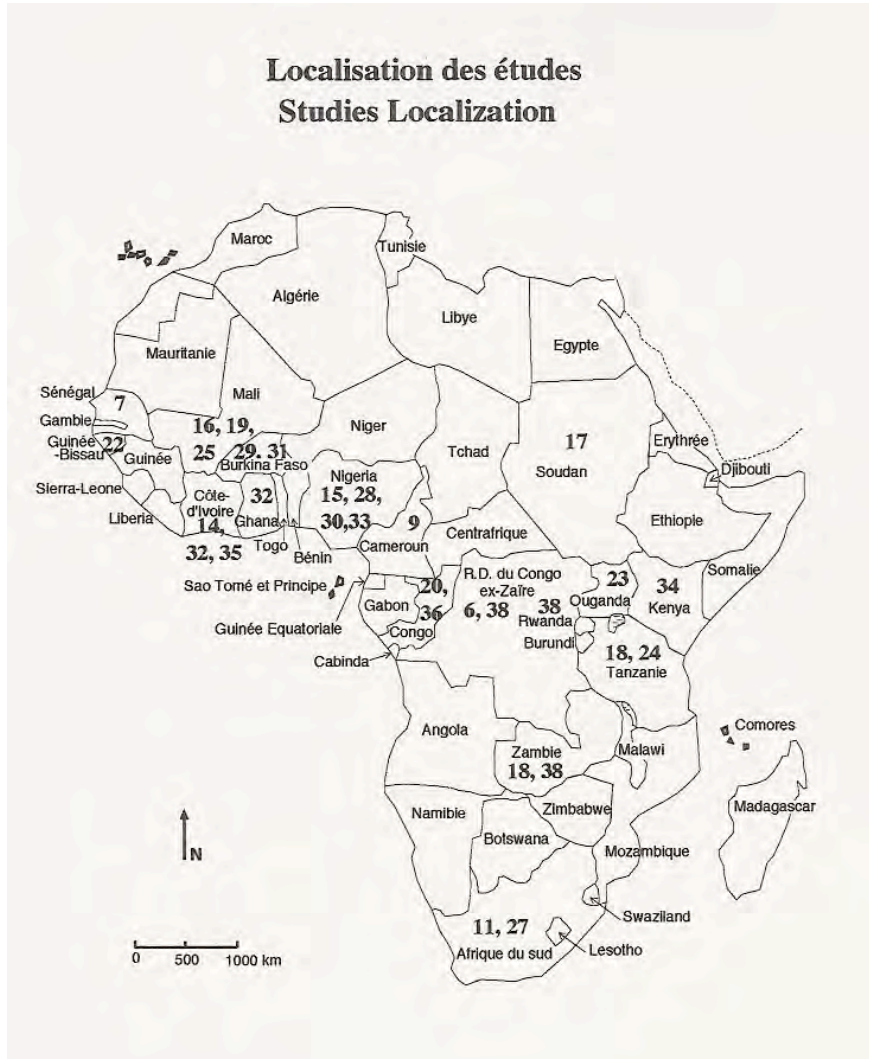 Localisation des études
Studies Localization
Maroc
Tunisie
Algérie
Libye
Egypte
Mauritanie
Mali
Niger
Tchad
Sénégal
7
Gambie
Guinée
-Bissau
22
Guinée
16, 19,
25
29. 31
Burkina Faso
17
Soudan
Erythrée
Djibouti
Sierra-Leone
Liberia
Côte-
d'Ivoire
14,
32, 35
32
Ghana
Togo
Bénin
Nigeria
15, 28,
30,33
9
Cameroun
Centrafrique
Ethiopie
Somalie
Sao Tomé et Principe
Guinée Equatoriale
Gabon
20,
36
Congo
Cabinda
R.D. du Congo
ex-Zaïre
6, 38
38
Rwanda
Burundi
23
Ouganda
34
Kenya
18, 24
Tanzanie
Angola
Zambie
18, 38
Malawi
Comores
Madagascar
Namibie
Zimbabwe
Botswana
Mozambique
N
Swaziland
11, 27
Afrique du sud
Lesotho
0 500 1000 km